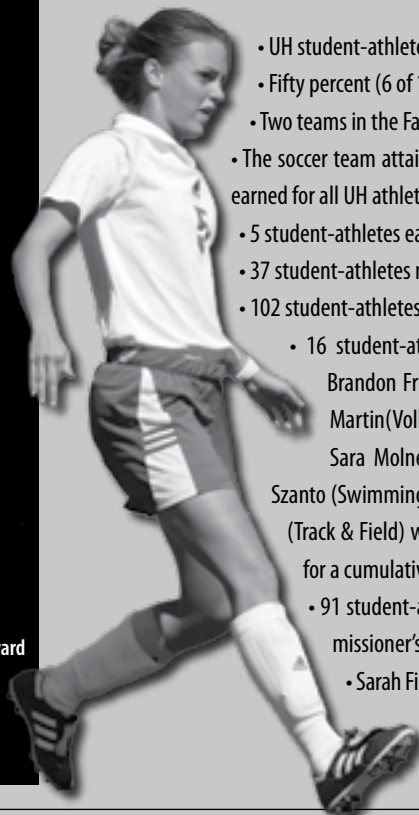 • UH student-athlete
• Fifty percent (6 of
• Two teams in the Fa
• The soccer team attai
earned for all UH athlet
• 5 student-athletes ea
• 37 student-athletes
• 102 student-athletes
• 16 student-at
Brandon Fr
Martin(Vol
Sara Molne
Szanto (Swimming
(Track & Field) w
for a cumulativ
• 91 student-a
missioner's
ard
• Sarah Fi